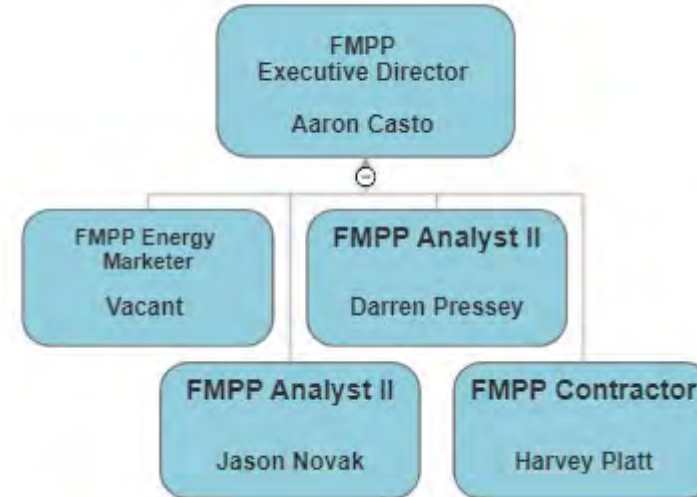 FMPP
Executive Director
Aaron Casto
FMPP Energy
Marketer
Vacant
FMPP Analyst II
Darren Pressey
FMPP Analyst II
Jason Novak
FMPP Contractor
Harvey Platt